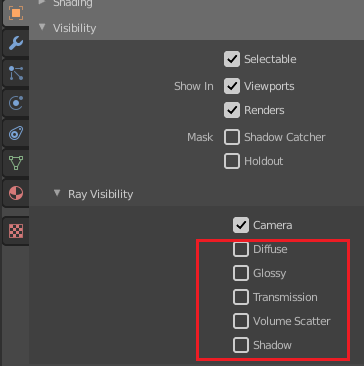 Shading
Visibility
Selectable
Show In Viewports
Renders
Mask Shadow Catcher
Holdout
Ray Visibility
Camera
Diffuse
Glossy
Transmission
Volume Scatter
Shadow